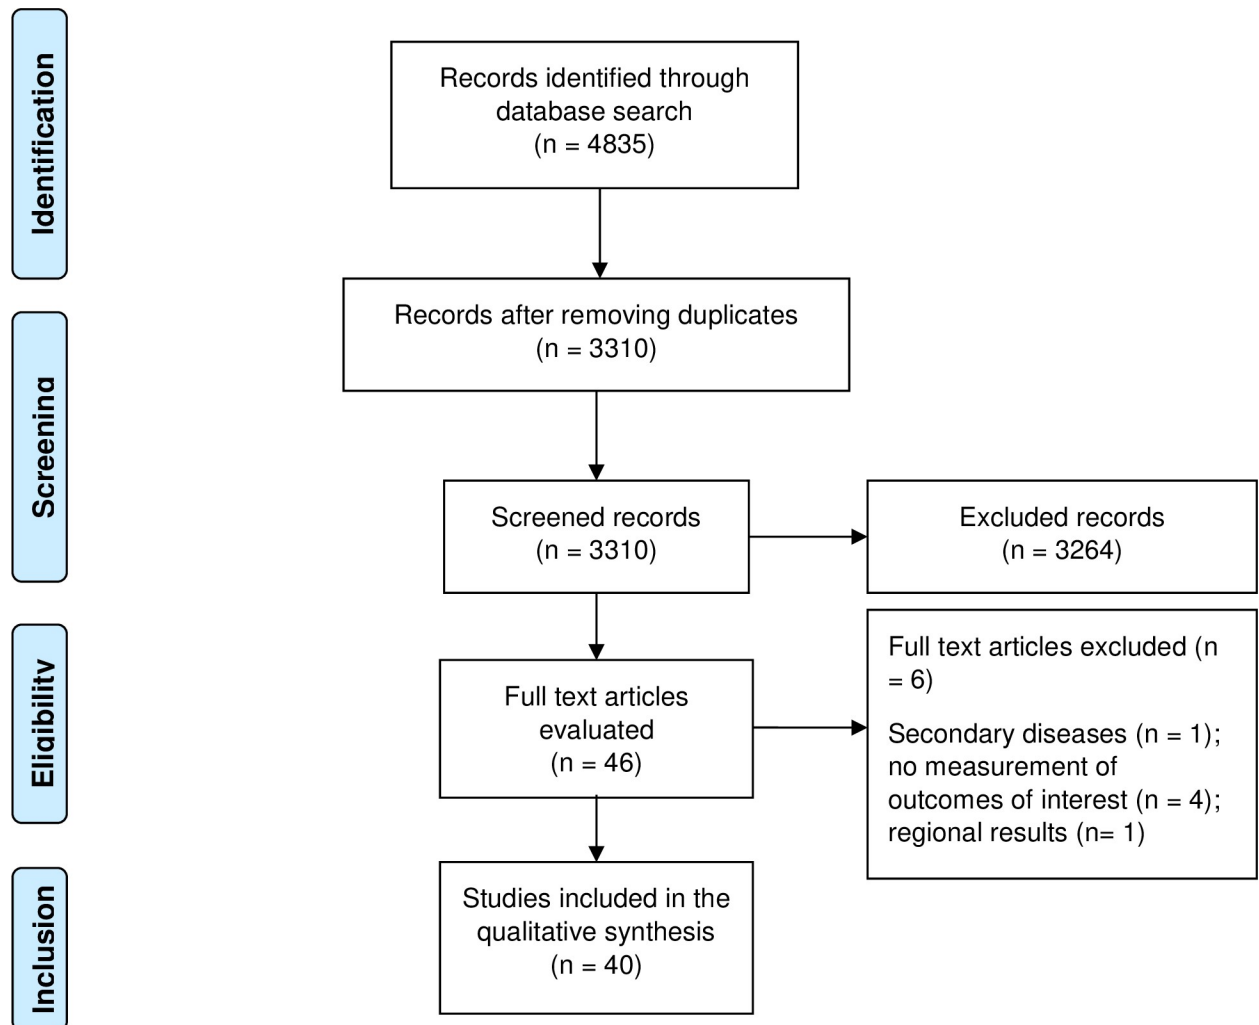 Identification
Records identified through
database search
(n = 4835)
Records after removing duplicates
(n = 3310)
Screening
Screened records
(n = 3310)
Excluded records
(n = 3264)
Eligibility
Full text articles
evaluated
(n = 46)
Full text articles excluded (n
= 6)
Secondary diseases (n = 1);
no measurement of
outcomes of interest (n = 4);
regional results (n= 1)
Inclusion
Studies included in the
qualitative synthesis
(n = 40)